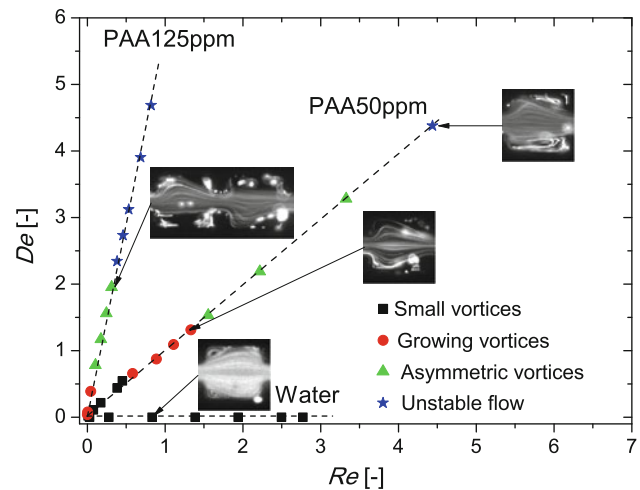 6
PAA125ppm
5
PAA50ppm
4
De [-]
3
2
Small vortices
Growing vortices
1
Asymmetric vortices
Water
Unstable flow
0
0 1 2 3 4 5 6 7
Re [-]